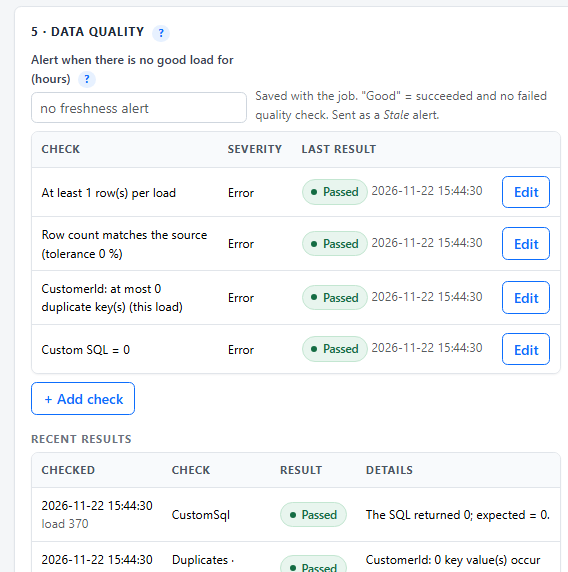 5 · DATA QUALITY ?
Alert when there is no good load for
(hours) ?
no freshness alert
Saved with the job. "Good" = succeeded and no failed
quality check. Sent as a Stale alert.
CHECK SEVERITY LAST RESULT
At least 1 row(s) per load Error Passed 2026-11-22 15:44:30 Edit
Row count matches the source
(tolerance 0 %) Error Passed 2026-11-22 15:44:30 Edit
CustomerId: at most 0
duplicate key(s) (this load) Error Passed 2026-11-22 15:44:30 Edit
Custom SQL = 0 Error Passed 2026-11-22 15:44:30 Edit
+ Add check
RECENT RESULTS
CHECKED CHECK RESULT DETAILS
2026-11-22 15:44:30
load 370 CustomSql Passed The SQL returned 0; expected = 0.
2026-11-22 15:44:30 Duplicates · Passed CustomerId: 0 key value(s) occur